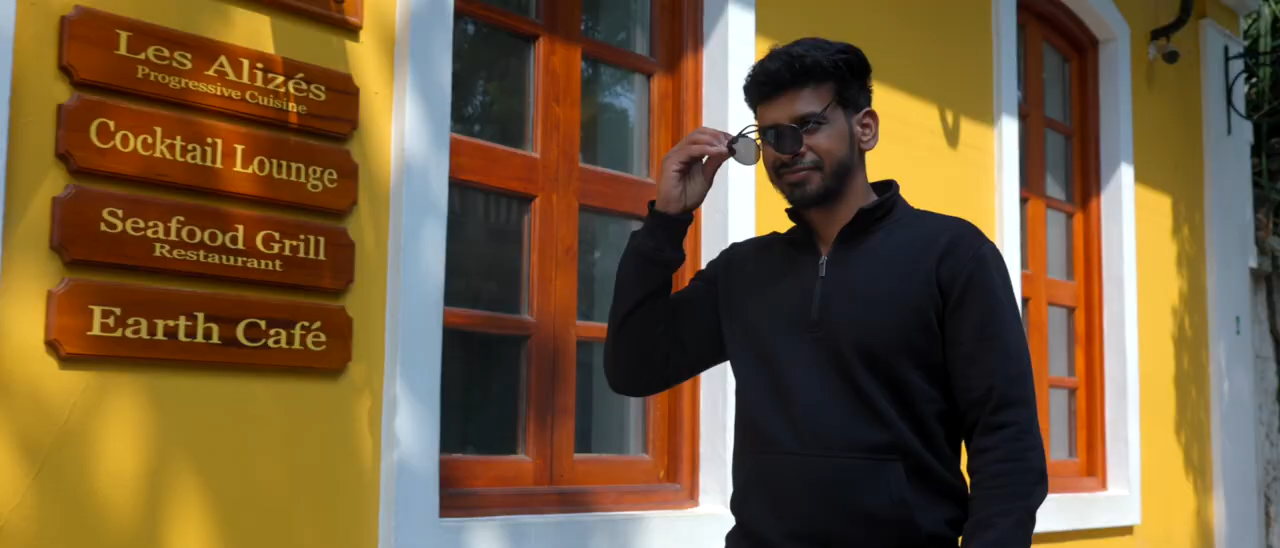 Les Alizés
Progressive Cuisine
Cocktail Lounge
Seafood Grill
Restaurant
Earth Café